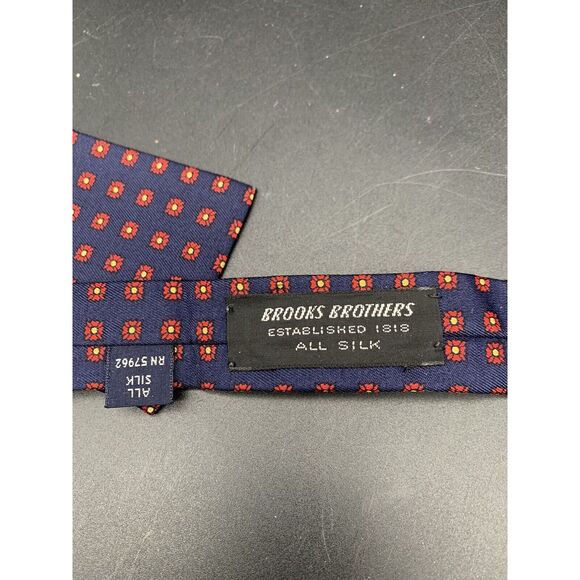 BROOKS BROTHERS
ESTABLISHED 1818
ALL SILK
ALL
SILK
RN 57962